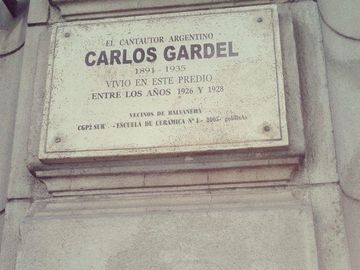 EL CANTAUTOR ARGENTINO
CARLOS GARDEL
1891 - 1935
VIVIO EN ESTE PREDIO
ENTRE LOS AÑOS 1926 Y 1928
VECINOS DE BALVANERA
CGP2 SUR - ESCUELA DE CERAMICA Nº 1 - 2005-